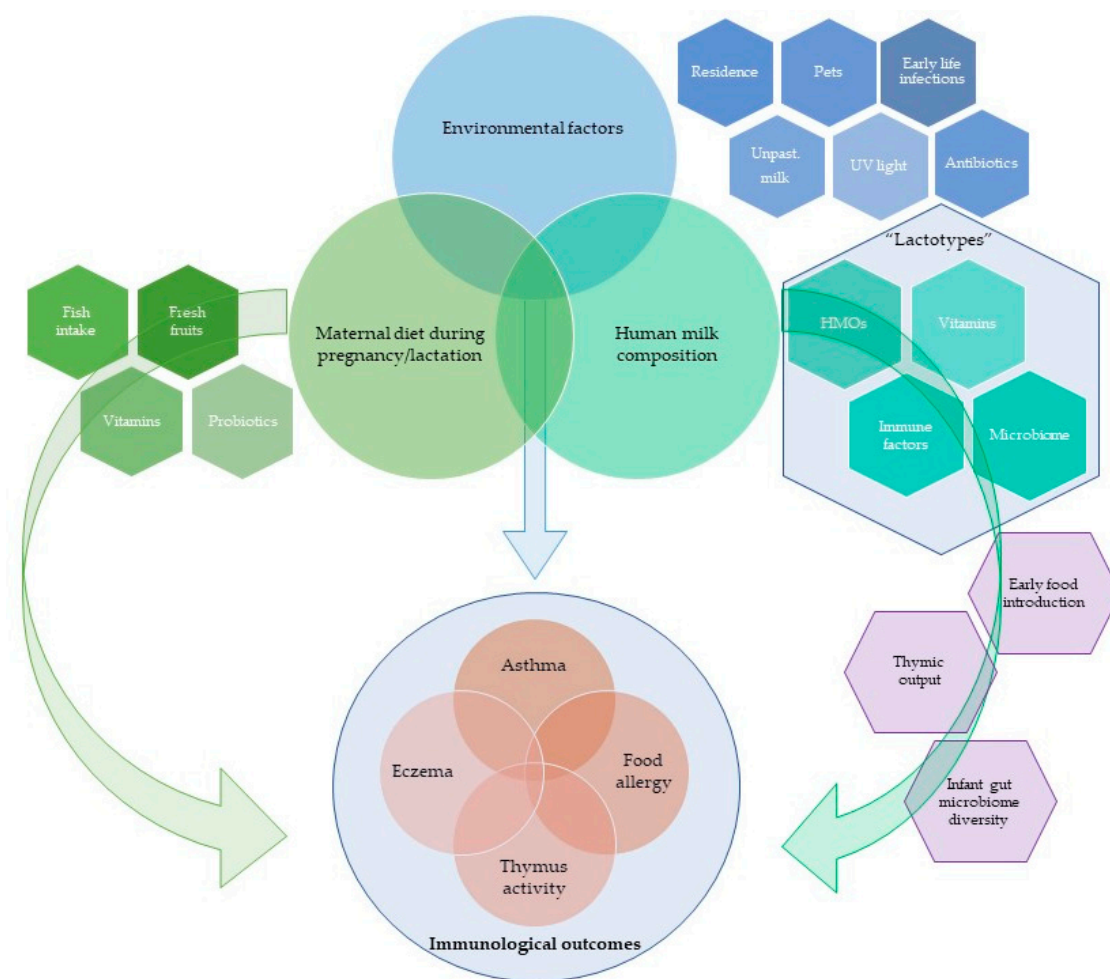 Environmental factors
Residence
Pets
Early life
infections
Unpast.
milk
UV light
Antibiotics
Maternal diet during
pregnancy/lactation
Human milk
composition
Fish
intake
Fresh
fruits
Vitamins
Probiotics
“Lactotypes”
HMOs
Vitamins
Immune
factors
Microbiome
Early food
introduction
Thymic
output
Infant gut
microbiome
diversity
Asthma
Eczema
Food
allergy
Thymus
activity
Immunological outcomes